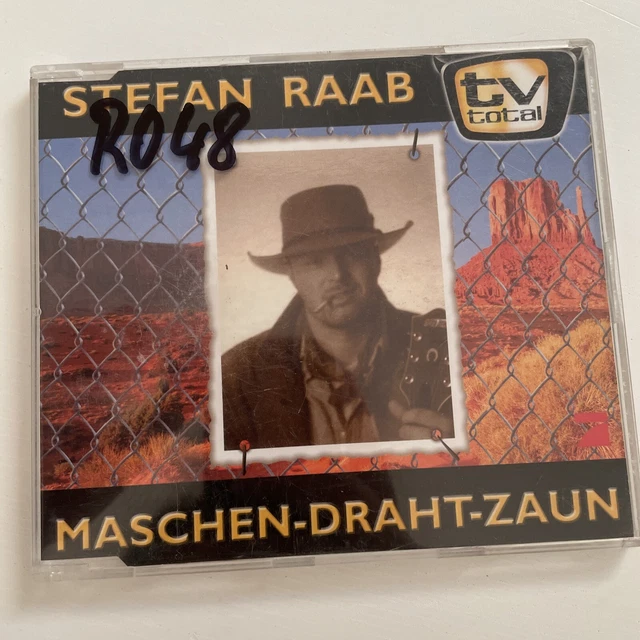 STEFAN RAAB
tv
total
R048
MASCHEN-DRAHT-ZAUN